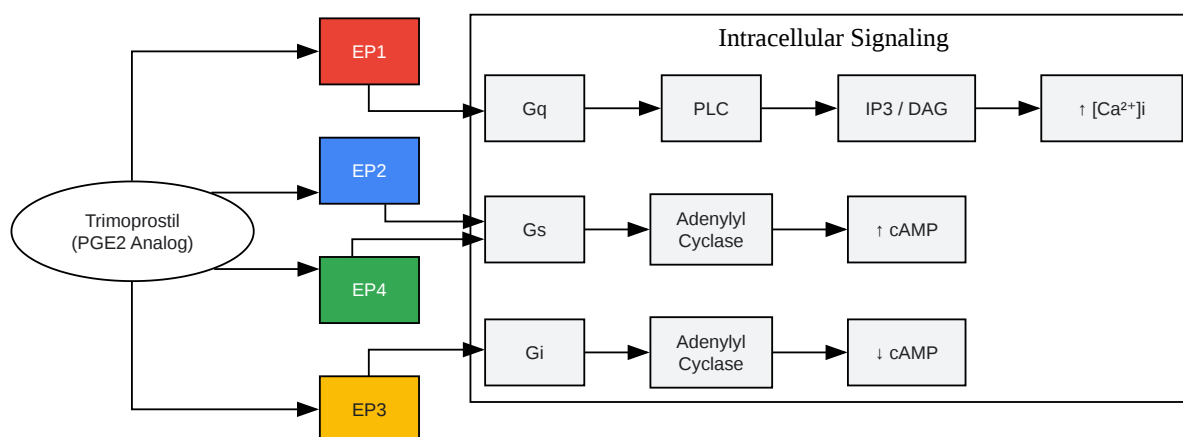 Intracellular Signaling
EP1
Gq
PLC
IP3 / DAG
↑ [Ca²⁺]i
EP2
Trimoprostil
(PGE2 Analog)
Gs
Adenylyl
Cyclase
↑ cAMP
EP4
Gi
Adenylyl
Cyclase
↓ cAMP
EP3